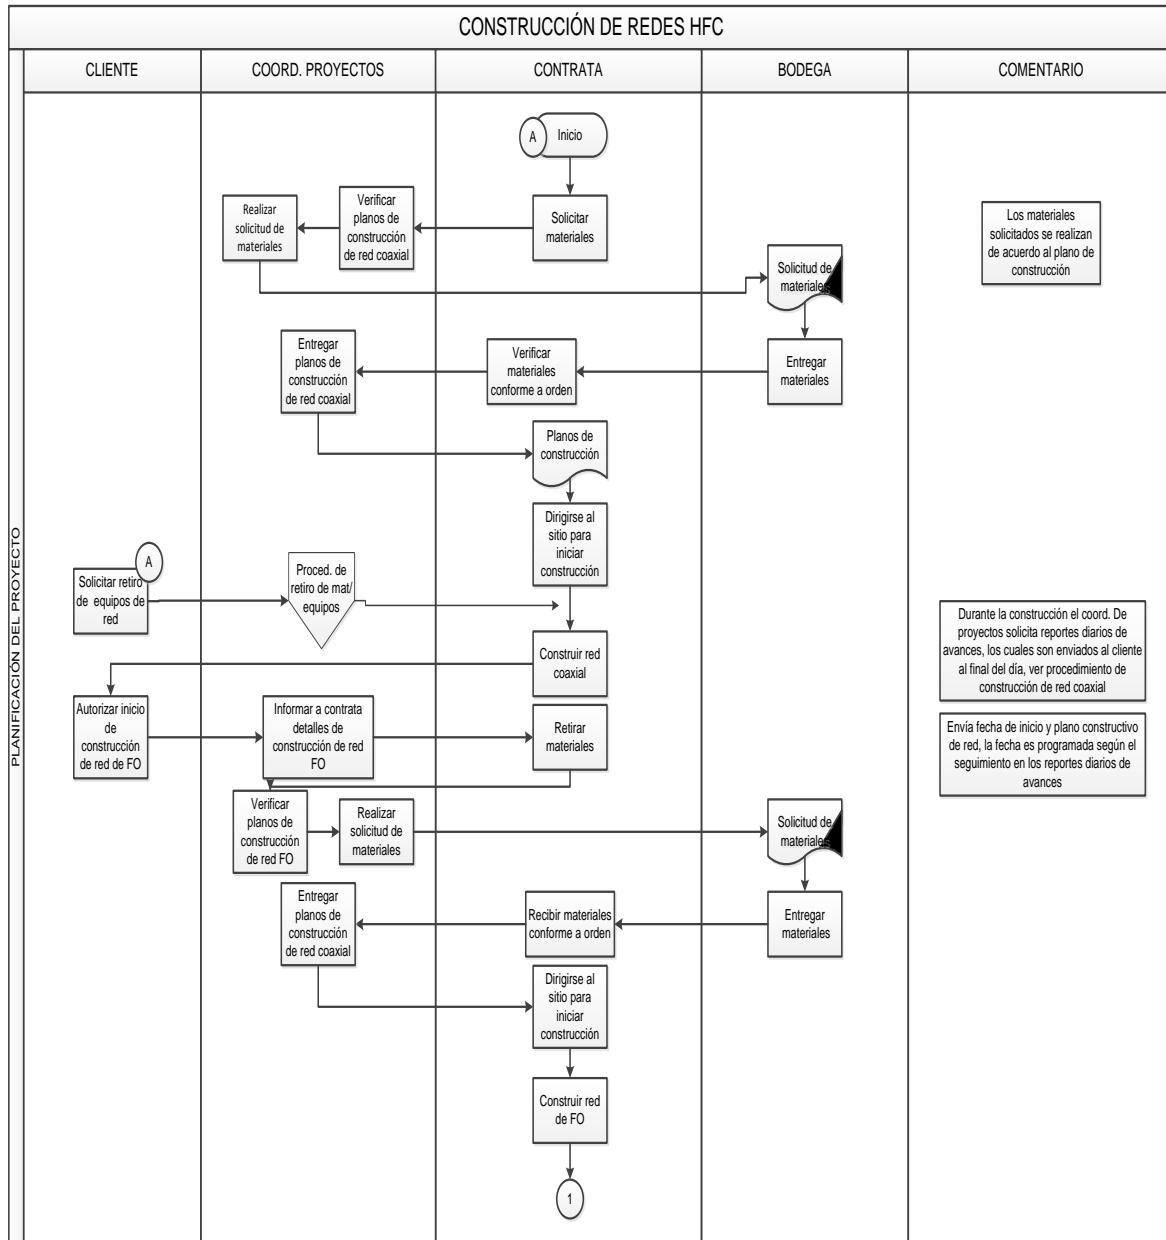 CONSTRUCCIÓN DE REDES HFC
CLIENTE
COORD. PROYECTOS
CONTRATA
BODEGA
COMENTARIO
PLANIFICACIÓN DEL PROYECTO
A
Inicio
Realizar
solicitud de
materiales
Verificar
planos de
construcción
de red coaxial
Solicitar
materiales
Los materiales
solicitados se realizan
de acuerdo al plano de
construcción
Solicitud de
materiales
Entregar
planos de
construcción
de red coaxial
Verificar
materiales
conforme a orden
Entregar
materiales
Planos de
construcción
Dirigirse al
sitio para
iniciar
construcción
A
Solicitar retiro
de equipos de
red
Proced. de
retiro de mat/
equipos
Construir red
coaxial
Durante la construcción el coord. De
proyectos solicita reportes diarios de
avances, los cuales son enviados al cliente
al final del día, ver procedimiento de
construcción de red coaxial
Autorizar inicio
de
construcción
de red de FO
Informar a contrata
detalles de
construcción de red
FO
Retirar
materiales
Envía fecha de inicio y plano constructivo
de red, la fecha es programada según el
seguimiento en los reportes diarios de
avances
Verificar
planos de
construcción
de red FO
Realizar
solicitud de
materiales
Solicitud de
materiales
Entregar
planos de
construcción
de red coaxial
Recibir materiales
conforme a orden
Entregar
materiales
Dirigirse al
sitio para
iniciar
construcción
Construir red
de FO
1